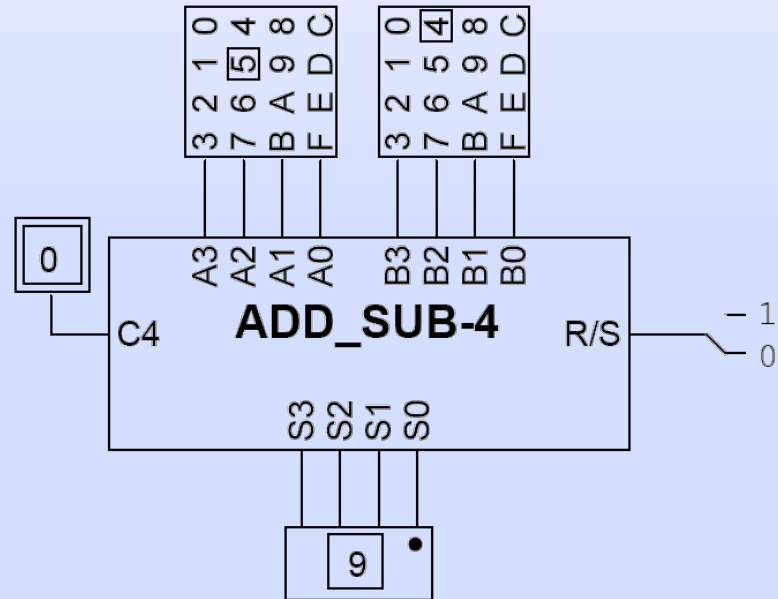 0 4 8 C 0 4 8 C
1 5 9 D 1 5 9 D
2 6 A E 2 6 A E
3 7 B F 3 7 B F
0
A3 A2 A1 A0 B3 B2 B1 B0
C4 ADD_SUB-4 R/S
1
0
S3 S2 S1 S0
9